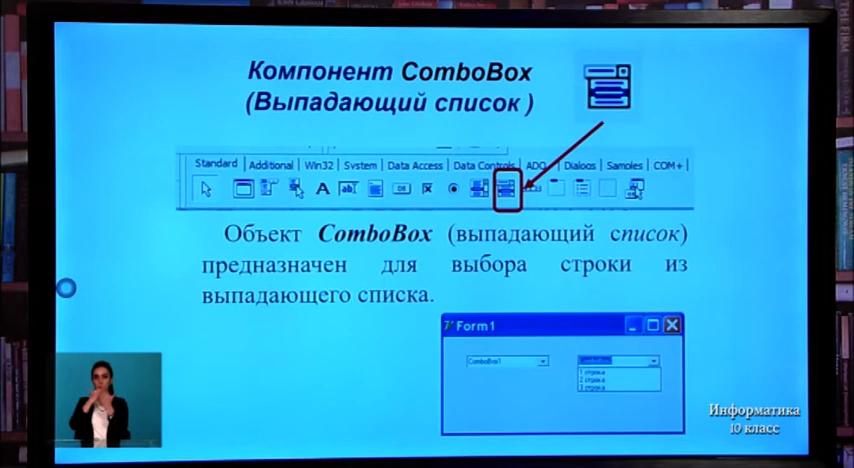 Компонент ComboBox
(Выпадающий список )
Standard | Additional | Win32 | System | Data Access | Data Controls | ADO | Dialogs | Samples | COM+ |
Объект ComboBox (выпадающий список)
предназначен для выбора строки из
выпадающего списка.
Form1
ComboBox1
1 строка
2 строка
3 строка
Информатика
10 класс